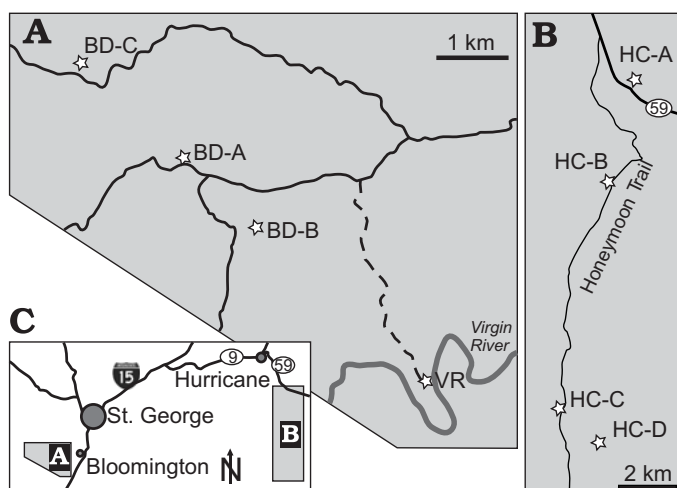 A
BD-C
1 km
BD-A
BD-B
Virgin
River
VR
B
HC-A
59
HC-B
Honeymoon Trail
HC-C
HC-D
2 km
C
9
59
15
Hurricane
St. George
B
A
Bloomington
N